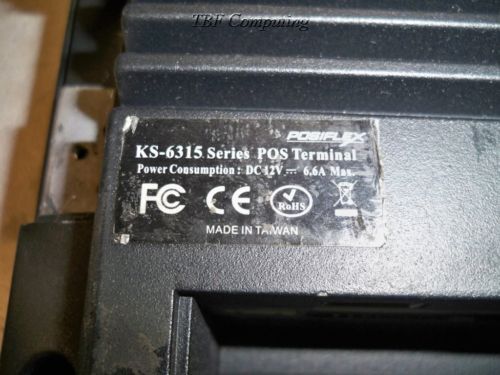 TBF Computing
POSIFLEX
KS-6315 Series POS Terminal
Power Consumption : DC 12V ⎓ 6.6A Max.
FC CE RoHS
MADE IN TAIWAN